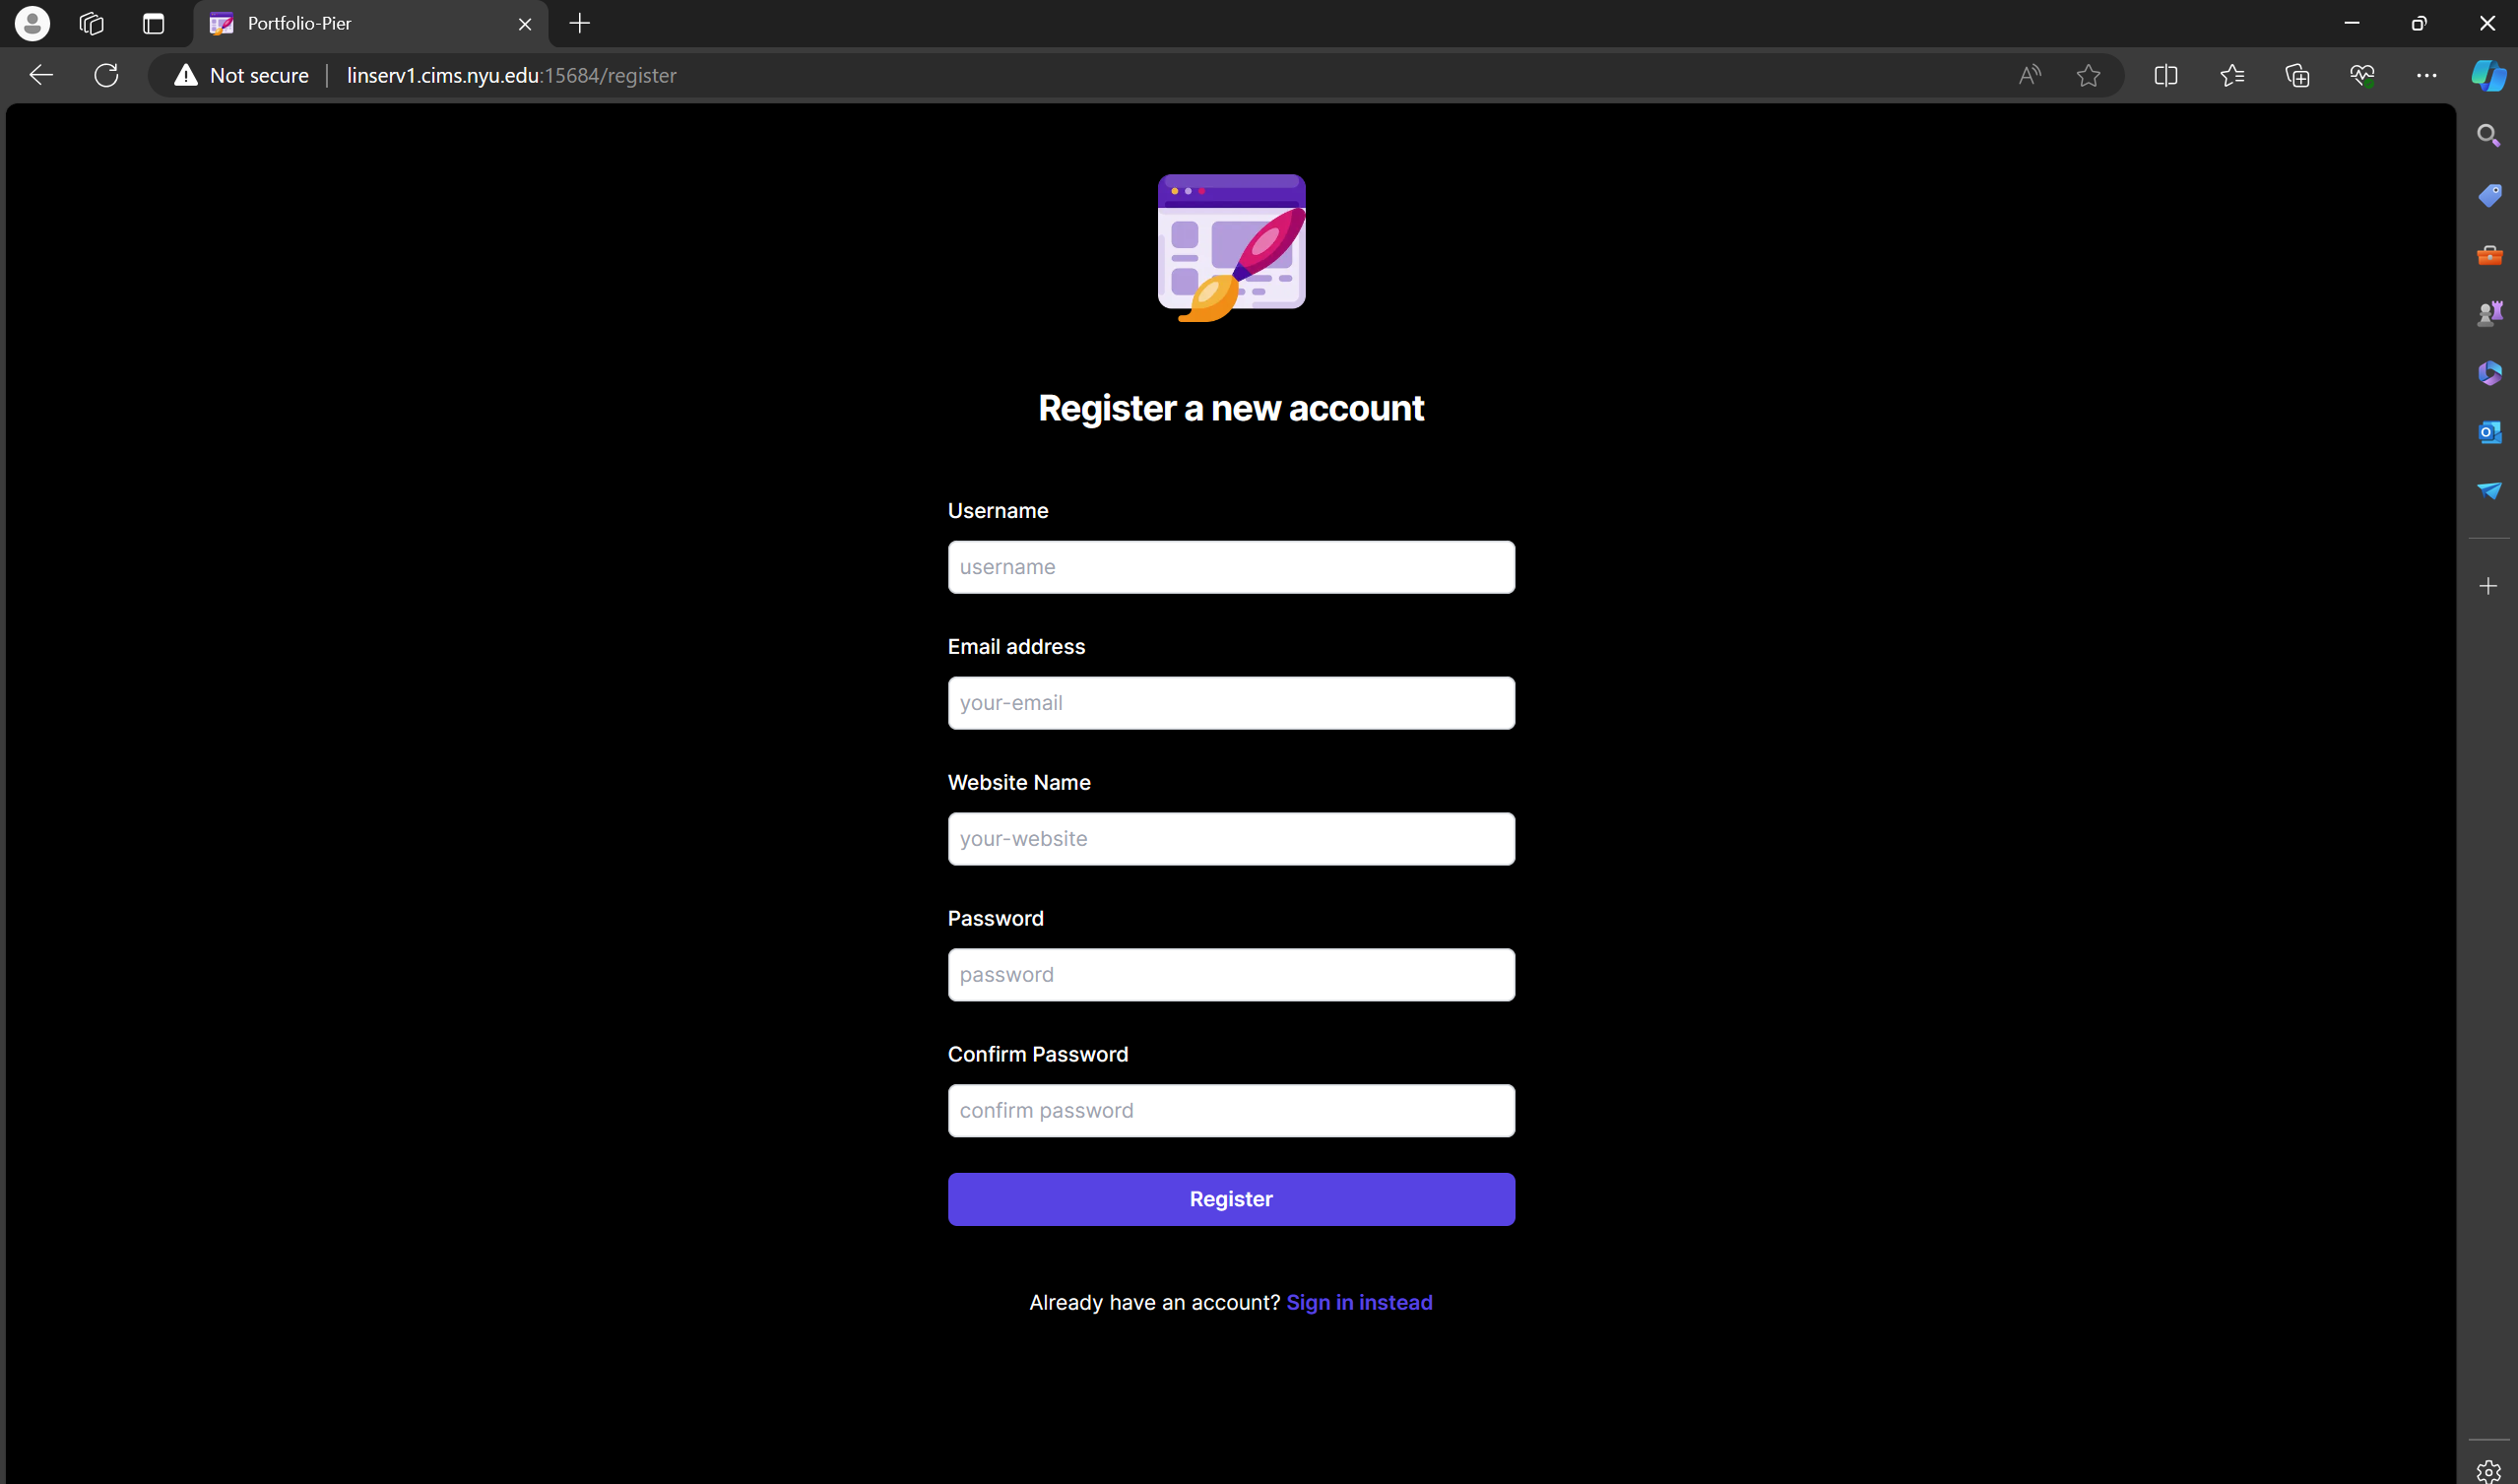 Portfolio-Pier
Not secure
linserv1.cims.nyu.edu:15684/register
Register a new account
Username
username
Email address
your-email
Website Name
your-website
Password
password
Confirm Password
confirm password
Register
Already have an account? Sign in instead